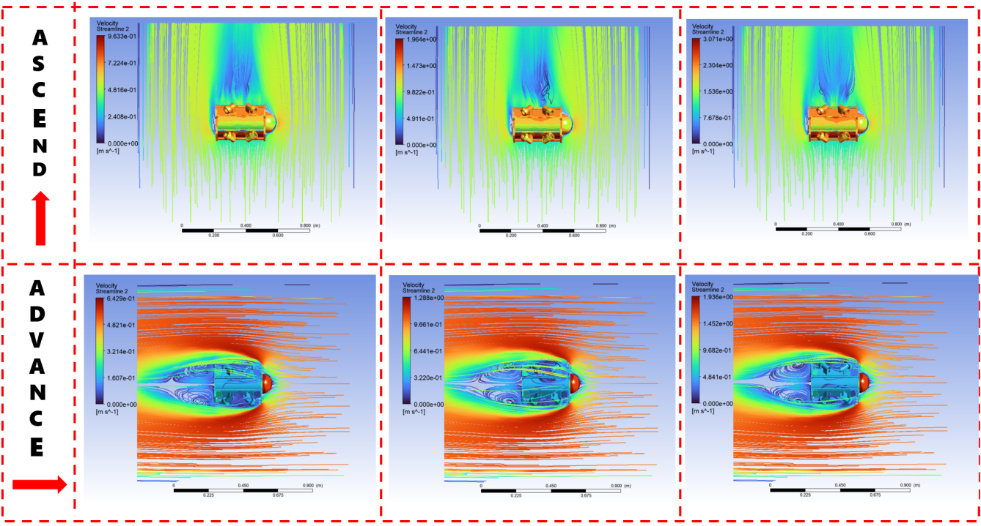 ASCEND
Velocity
Streamline 2
9.633e-01
7.224e-01
4.816e-01
2.408e-01
0.000e+00
[m s^-1]
0 0.400 0.800 (m)
0.200 0.600
Velocity
Streamline 2
1.964e+00
1.473e+00
9.822e-01
4.911e-01
0.000e+00
[m s^-1]
0 0.400 0.800 (m)
0.200 0.600
Velocity
Streamline 2
3.071e+00
2.304e+00
1.536e+00
7.678e-01
0.000e+00
[m s^-1]
0 0.400 0.800 (m)
0.200 0.600
ADVANCE
Velocity
Streamline 2
6.429e-01
4.821e-01
3.214e-01
1.607e-01
0.000e+00
[m s^-1]
0 0.450 0.900 (m)
0.225 0.675
Velocity
Streamline 2
1.288e+00
9.661e-01
6.441e-01
3.220e-01
0.000e+00
[m s^-1]
0 0.450 0.900 (m)
0.225 0.675
Velocity
Streamline 2
1.936e+00
1.452e+00
9.682e-01
4.841e-01
0.000e+00
[m s^-1]
0 0.450 0.900 (m)
0.225 0.675